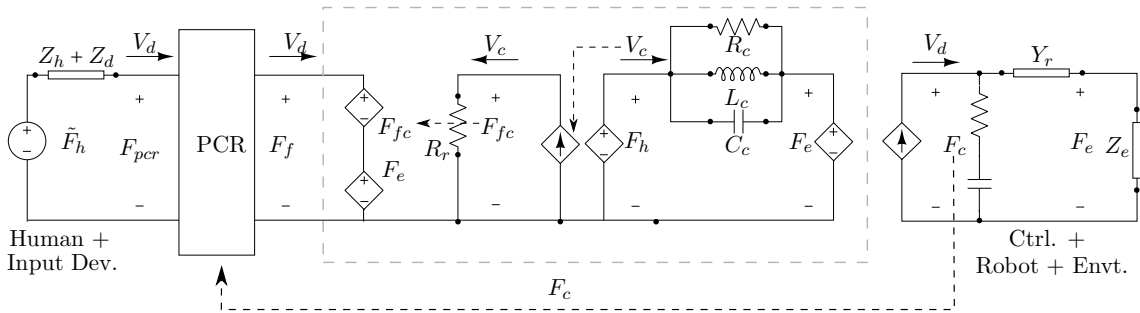 Z_h + Z_d
V_d
V_d
V_c
V_c
R_c
V_d
Y_r
+
−
F̃_h
+
F_pcr
−
PCR
+
F_f
−
+
−
F_fc
+
−
F_e
R_r
+
F_fc
−
+
−
F_h
+
−
L_c
C_c
+
F_e
−
+
−
+
F_c
−
+
F_e
−
Z_e
Human +
Input Dev.
Ctrl. +
Robot + Envt.
F_c